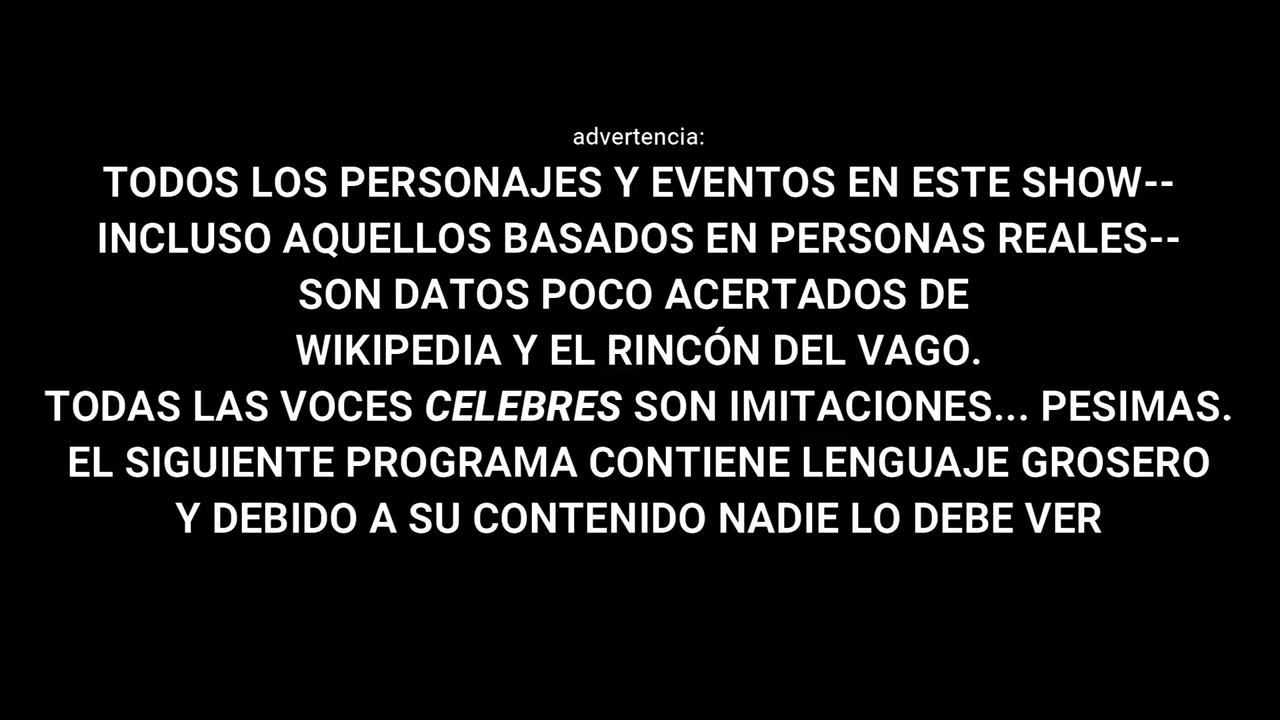 advertencia:
TODOS LOS PERSONAJES Y EVENTOS EN ESTE SHOW--
INCLUSO AQUELLOS BASADOS EN PERSONAS REALES--
SON DATOS POCO ACERTADOS DE
WIKIPEDIA Y EL RINCÓN DEL VAGO.
TODAS LAS VOCES CELEBRES SON IMITACIONES... PESIMAS.
EL SIGUIENTE PROGRAMA CONTIENE LENGUAJE GROSERO
Y DEBIDO A SU CONTENIDO NADIE LO DEBE VER